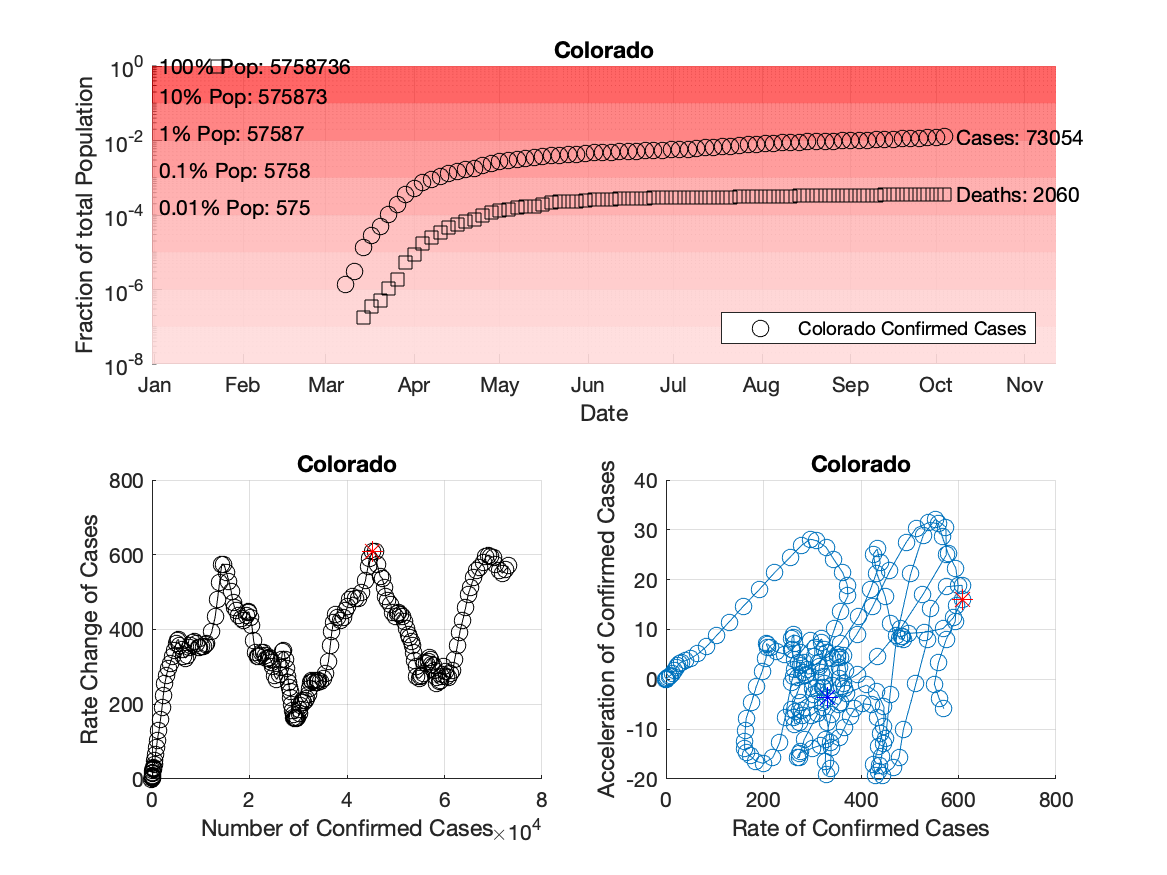 Colorado
10^0
10^-2
10^-4
10^-6
10^-8
Fraction of total Population
100% Pop: 5758736
10% Pop: 575873
1% Pop: 57587
0.1% Pop: 5758
0.01% Pop: 575
Cases: 73054
Deaths: 2060
Colorado Confirmed Cases
Jan Feb Mar Apr May Jun Jul Aug Sep Oct Nov
Date
Colorado
800
600
400
200
0
Rate Change of Cases
0 2 4 6 8
Number of Confirmed Cases ×10^4
Colorado
40
30
20
10
0
-10
-20
Acceleration of Confirmed Cases
0 200 400 600 800
Rate of Confirmed Cases